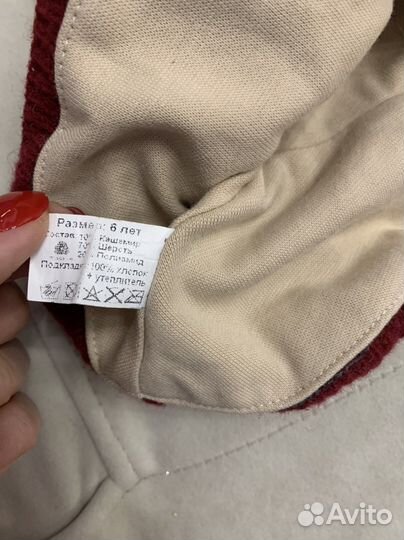 Размер: 6 лет
Состав: 10% Кашемир
70% Шерсть
20% Полиамид
Подкладка: 100% хлопок
+ утеплитель
Avito